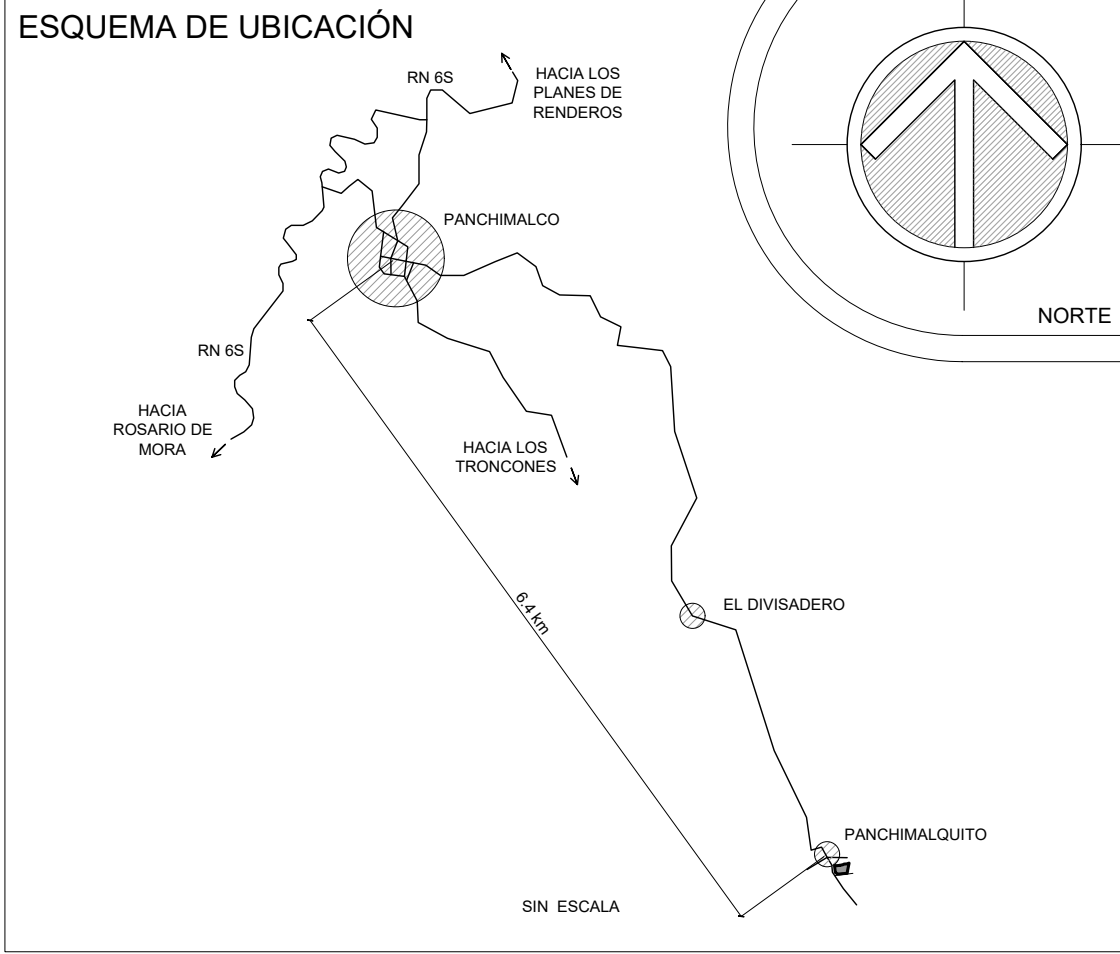 ESQUEMA DE UBICACIÓN
RN 6S
HACIA LOS
PLANES DE
RENDEROS
PANCHIMALCO
NORTE
RN 6S
HACIA
ROSARIO DE
MORA
HACIA LOS
TRONCONES
6.4 km
EL DIVISADERO
PANCHIMALQUITO
SIN ESCALA